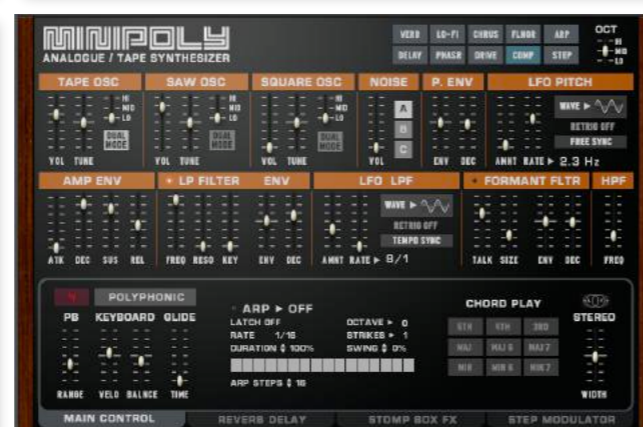 MINIPOLY
ANALOGUE / TAPE SYNTHESIZER
VERB LO-FI CHRUS FLNGR ARP
DELAY PHASR DRIVE COMP STEP
OCT
HI
MID
LO
TAPE OSC SAW OSC SQUARE OSC NOISE P. ENV LFO PITCH
HI HI HI
MID MID MID
LO LO LO
A
B
C
DUAL MODE DUAL MODE DUAL MODE
WAVE ▸
RETRIG OFF
FREE SYNC
VOL TUNE VOL TUNE VOL TUNE VOL ENV DEC AMNT RATE ▸ 2.3 Hz
AMP ENV LP FILTER ENV LFO LPF FORMANT FLTR HPF
WAVE ▸
RETRIG OFF
TEMPO SYNC
ATK DEC SUS REL FREQ RESO KEY ENV DEC AMNT RATE ▸ 8/1 TALK SIZE ENV DEC FREQ
4 POLYPHONIC
PB KEYBOARD GLIDE
RANGE VELO BALNCE TIME
ARP ▸ OFF
LATCH OFF OCTAVE ▸ 0
RATE 1/16 STRIKES ▸ 1
DURATION 100% SWING 0%
ARP STEPS 16
CHORD PLAY
5TH 4TH 3RD
MAJ MAJ 6 MAJ 7
MIN MIN 6 MIN 7
STEREO
WIDTH
MAIN CONTROL REVERB DELAY STOMP BOX FX STEP MODULATOR